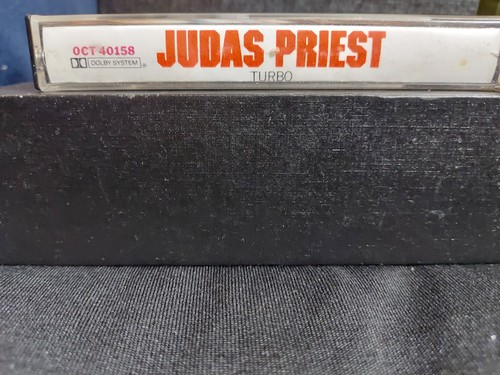 OCT 40158
DOLBY SYSTEM
JUDAS PRIEST
TURBO